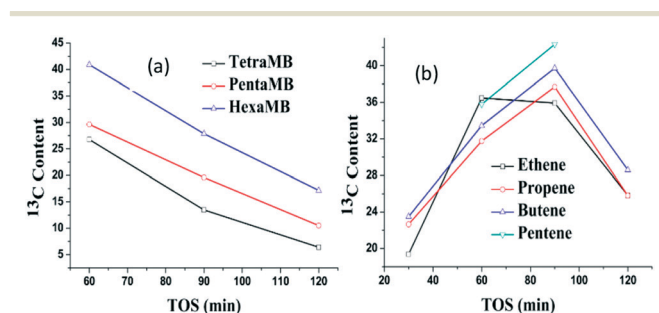 (a)
TetraMB
PentaMB
HexaMB
45
40
35
30
25
20
15
10
5
13C Content
60 70 80 90 100 110 120
TOS (min)
(b)
40
36
32
28
24
20
13C Content
Ethene
Propene
Butene
Pentene
20 40 60 80 100 120 140
TOS (min)